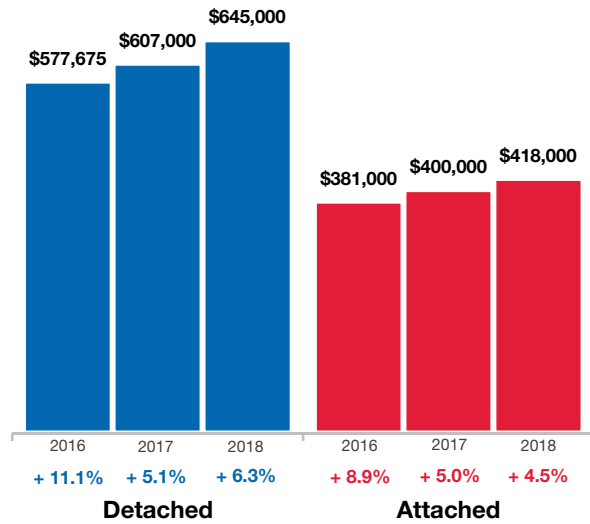 $577,675
$607,000
$645,000
$381,000
$400,000
$418,000
2016 2017 2018 2016 2017 2018
+ 11.1% + 5.1% + 6.3% + 8.9% + 5.0% + 4.5%
Detached Attached